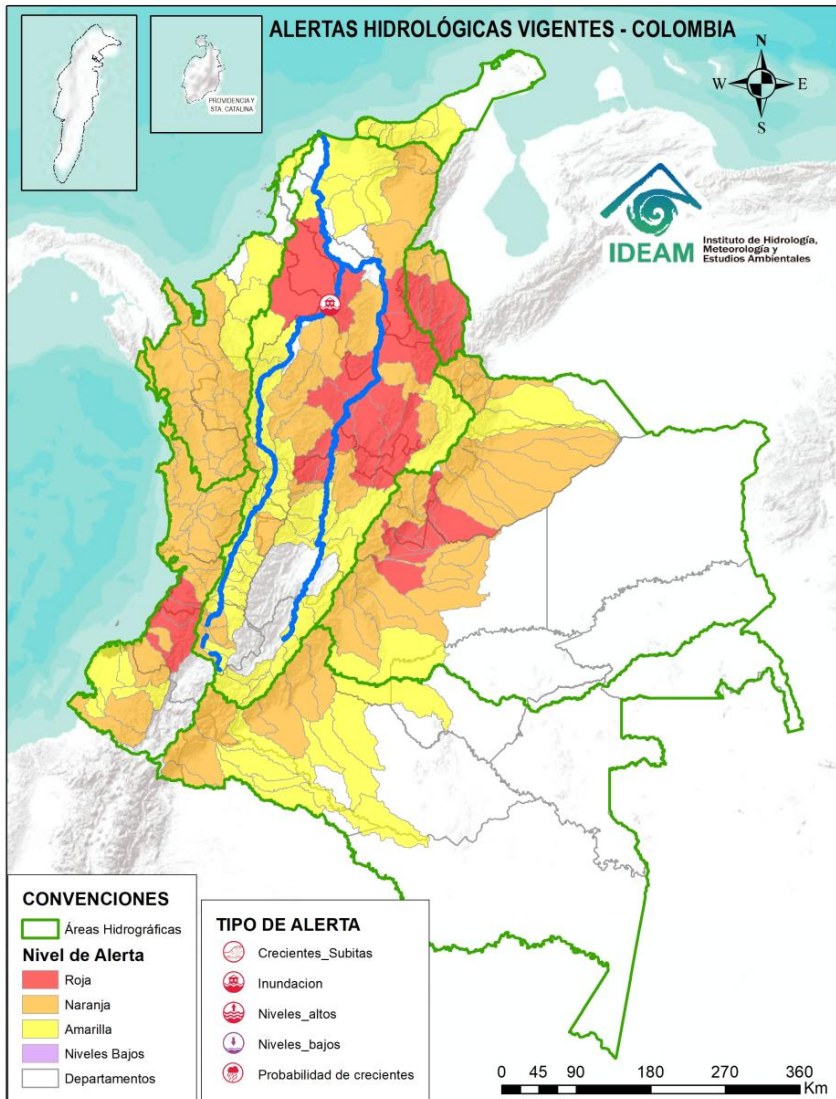 ALERTAS HIDROLÓGICAS VIGENTES - COLOMBIA
PROVIDENCIA Y
STA. CATALINA
N
W
E
S
IDEAM
Instituto de Hidrología,
Meteorología y
Estudios Ambientales
CONVENCIONES
Áreas Hidrográficas
Nivel de Alerta
Roja
Naranja
Amarilla
Niveles Bajos
Departamentos
TIPO DE ALERTA
Crecientes_Subitas
Inundacion
Niveles_altos
Niveles_bajos
Probabilidad de crecientes
0 45 90 180 270 360
Km